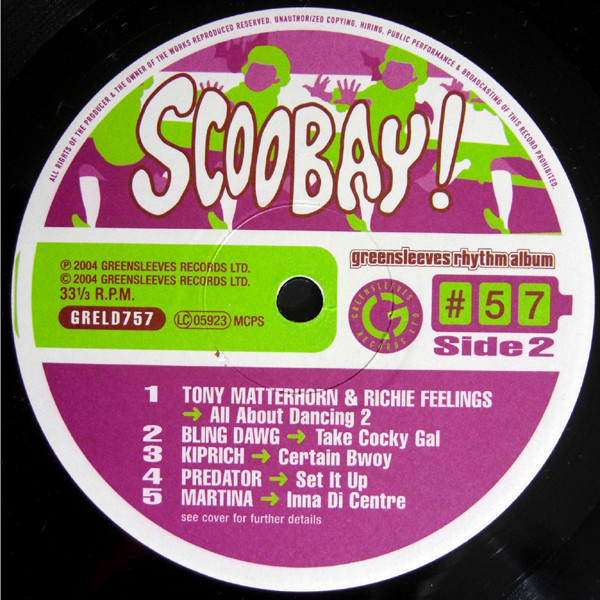 ALL RIGHTS OF THE PRODUCER & THE OWNER OF THE WORKS REPRODUCED RESERVED. UNAUTHORIZED COPYING, HIRING, PUBLIC PERFORMANCE & BROADCASTING OF THIS RECORD PROHIBITED.
SCOOBAY!
greensleeves rhythm album
℗ 2004 GREENSLEEVES RECORDS LTD.
© 2004 GREENSLEEVES RECORDS LTD.
33⅓ R.P.M.
GRELD757 LC 05923 MCPS
GREENSLEEVES RECORDS LTD
G
#57
Side 2
1 TONY MATTERHORN & RICHIE FEELINGS
➔ All About Dancing 2
2 BLING DAWG ➔ Take Cocky Gal
3 KIPRICH ➔ Certain Bwoy
4 PREDATOR ➔ Set It Up
5 MARTINA ➔ Inna Di Centre
see cover for further details